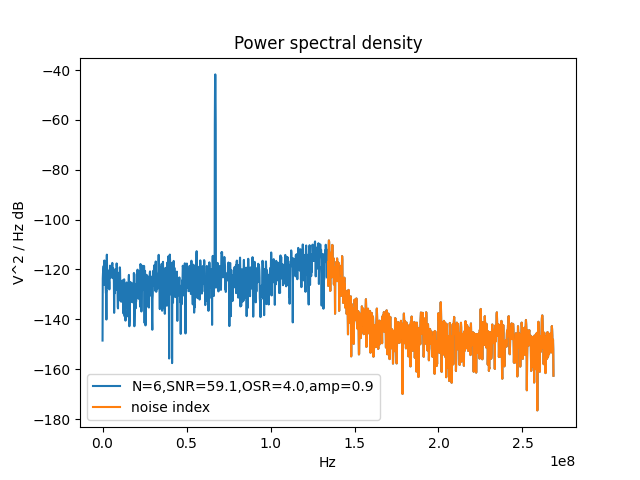 Power spectral density
V^2 / Hz dB
−40
−60
−80
−100
−120
−140
−160
−180
N=6,SNR=59.1,OSR=4.0,amp=0.9
noise index
0.0 0.5 1.0 1.5 2.0 2.5
1e8
Hz